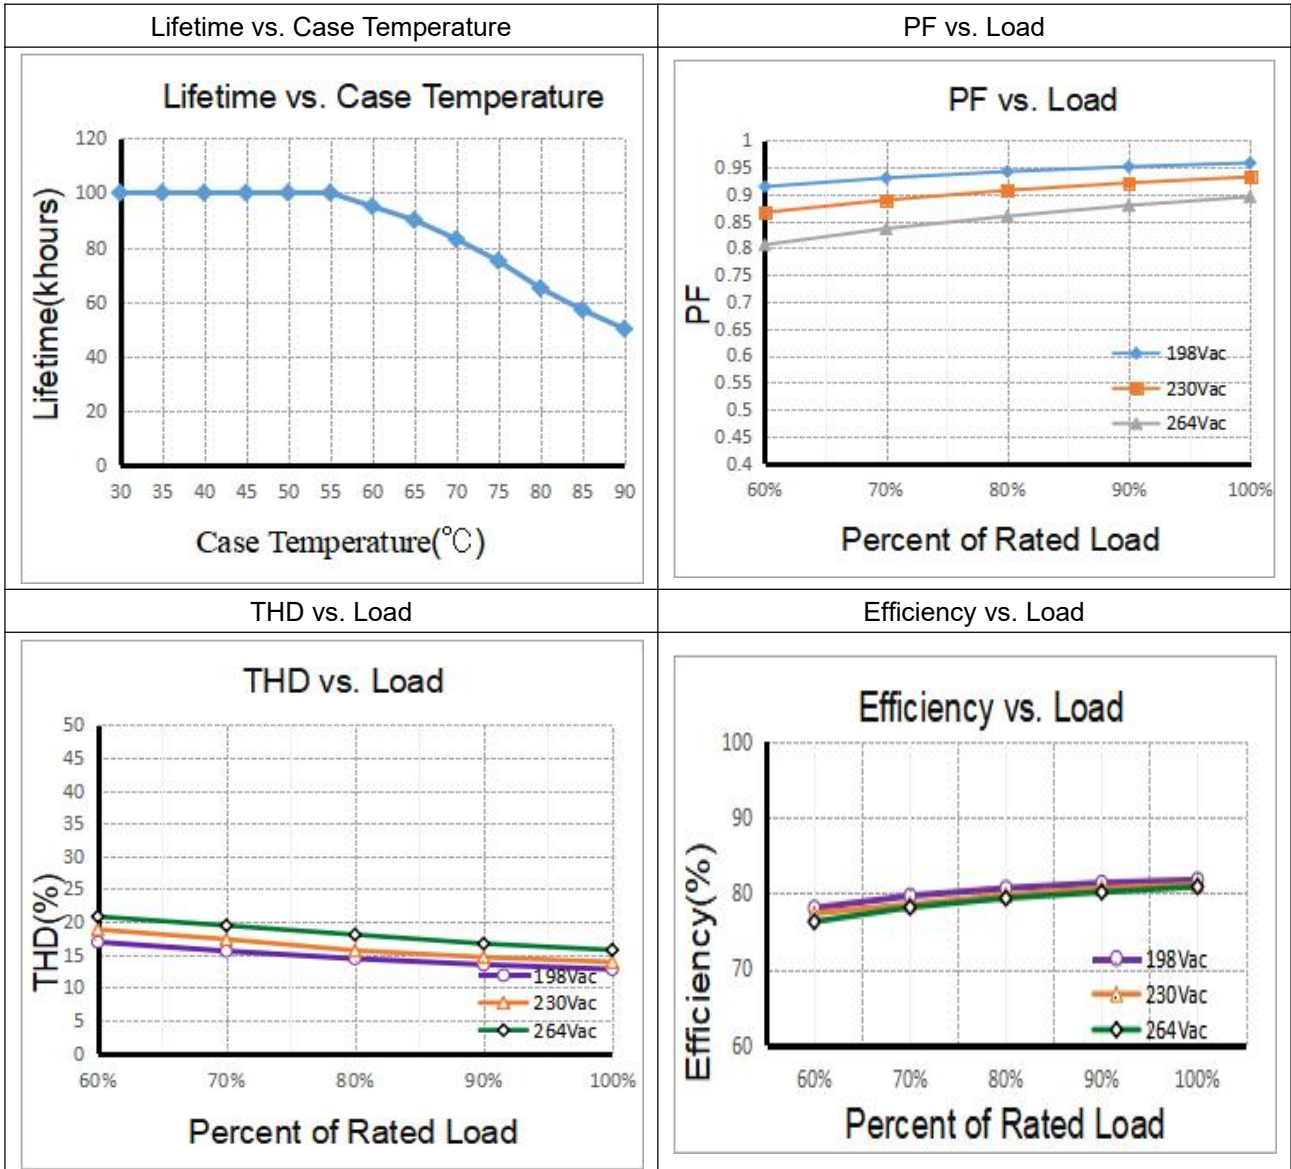 Lifetime vs. Case Temperature
PF vs. Load
Lifetime vs. Case Temperature
120
100
80
60
40
20
0
Lifetime(khours)
30 35 40 45 50 55 60 65 70 75 80 85 90
Case Temperature(℃)
PF vs. Load
1
0.95
0.9
0.85
0.8
0.75
0.7
0.65
0.6
0.55
0.5
0.45
0.4
PF
198Vac
230Vac
264Vac
60% 70% 80% 90% 100%
Percent of Rated Load
THD vs. Load
Efficiency vs. Load
THD vs. Load
50
45
40
35
30
25
20
15
10
5
0
THD(%)
198Vac
230Vac
264Vac
60% 70% 80% 90% 100%
Percent of Rated Load
Efficiency vs. Load
100
90
80
70
60
Efficiency(%)
198Vac
230Vac
264Vac
60% 70% 80% 90% 100%
Percent of Rated Load